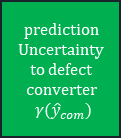 prediction
Uncertainty
to defect
converter
γ(ŷ_com)